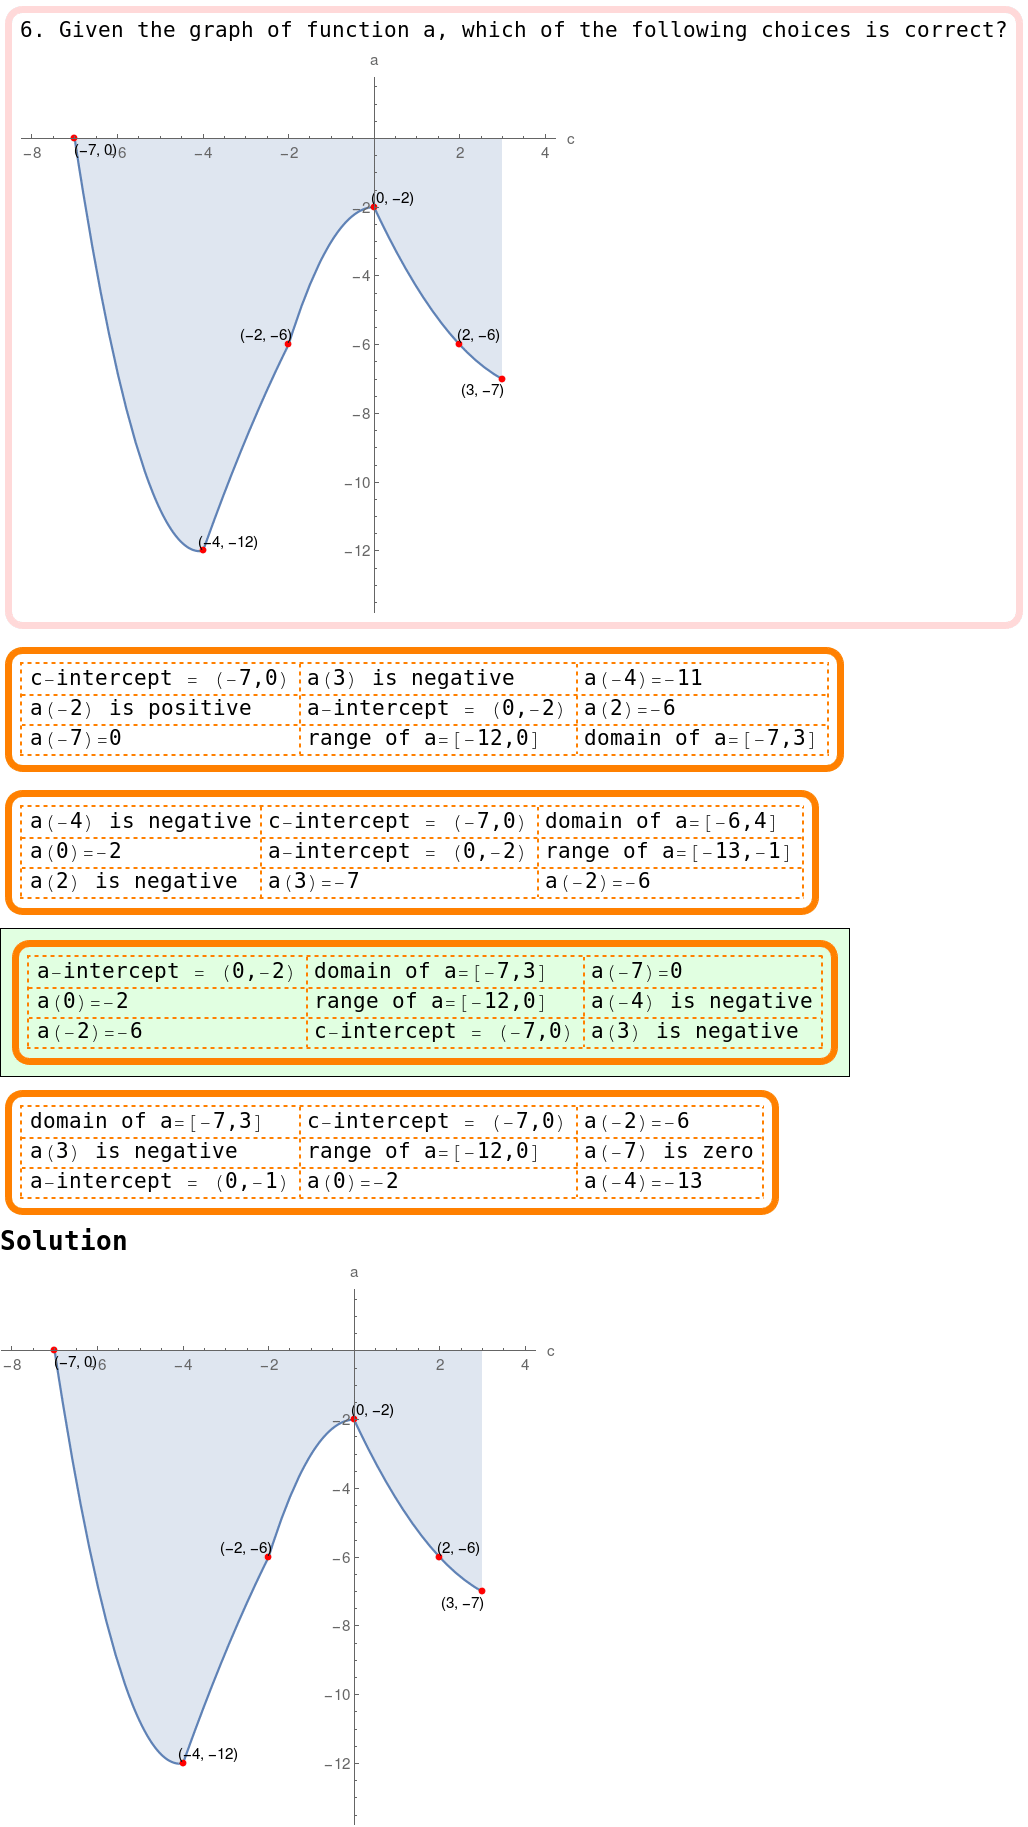 6. Given the graph of function a, which of the following choices is correct?
a
c
−8 −6 −4 −2 2 4
(−7, 0)
(0, −2)
−2
−4
(−2, −6)
(2, −6)
−6
(3, −7)
−8
−10
(−4, −12)
−12
c-intercept = (-7,0) a(3) is negative a(-4)=-11
a(-2) is positive a-intercept = (0,-2) a(2)=-6
a(-7)=0 range of a=[-12,0] domain of a=[-7,3]
a(-4) is negative c-intercept = (-7,0) domain of a=[-6,4]
a(0)=-2 a-intercept = (0,-2) range of a=[-13,-1]
a(2) is negative a(3)=-7 a(-2)=-6
a-intercept = (0,-2) domain of a=[-7,3] a(-7)=0
a(0)=-2 range of a=[-12,0] a(-4) is negative
a(-2)=-6 c-intercept = (-7,0) a(3) is negative
domain of a=[-7,3] c-intercept = (-7,0) a(-2)=-6
a(3) is negative range of a=[-12,0] a(-7) is zero
a-intercept = (0,-1) a(0)=-2 a(-4)=-13
Solution
a
c
−8 −6 −4 −2 2 4
(−7, 0)
(0, −2)
−2
−4
(−2, −6)
(2, −6)
−6
(3, −7)
−8
−10
(−4, −12)
−12